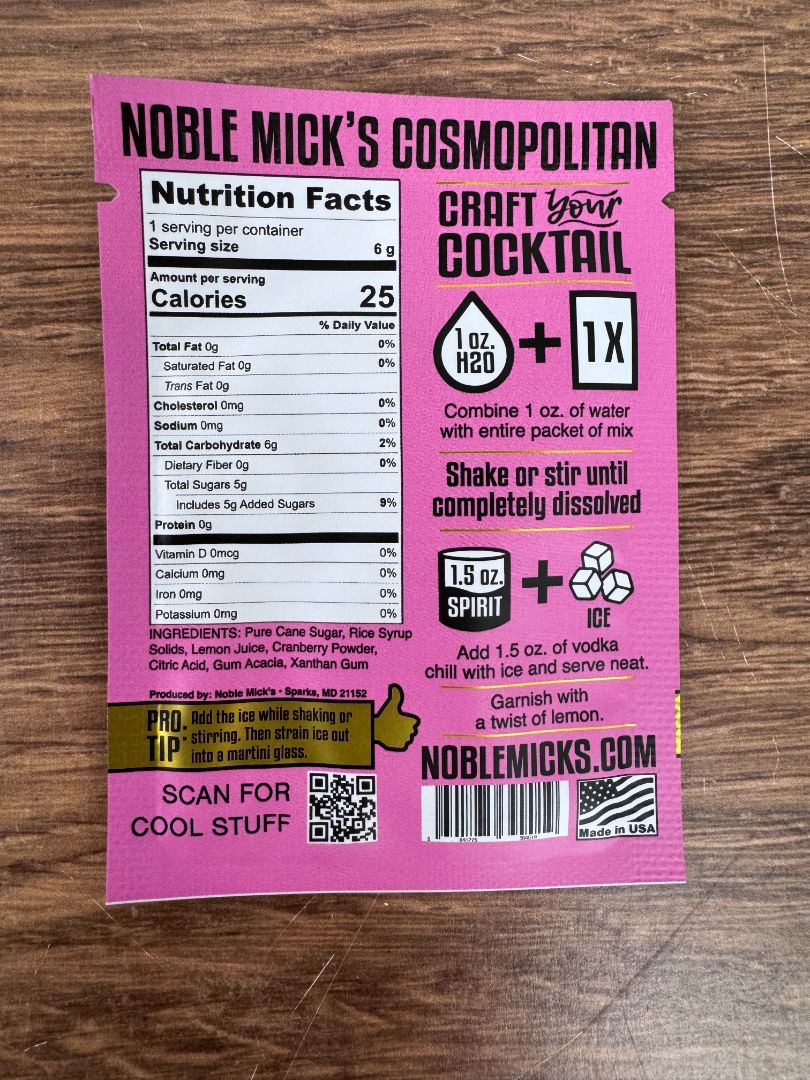 NOBLE MICK'S COSMOPOLITAN
Nutrition Facts
1 serving per container
Serving size 6 g
Amount per serving
Calories 25
% Daily Value
Total Fat 0g 0%
Saturated Fat 0g 0%
Trans Fat 0g
Cholesterol 0mg 0%
Sodium 0mg 0%
Total Carbohydrate 6g 2%
Dietary Fiber 0g 0%
Total Sugars 5g
Includes 5g Added Sugars 9%
Protein 0g
Vitamin D 0mcg 0%
Calcium 0mg 0%
Iron 0mg 0%
Potassium 0mg 0%
INGREDIENTS: Pure Cane Sugar, Rice Syrup
Solids, Lemon Juice, Cranberry Powder,
Citric Acid, Gum Acacia, Xanthan Gum
Produced by: Noble Mick's • Sparks, MD 21152
PRO TIP:
Add the ice while shaking or
stirring. Then strain ice out
into a martini glass.
SCAN FOR
COOL STUFF
CRAFT your
COCKTAIL
1 oz.
H20
+
1X
Combine 1 oz. of water
with entire packet of mix
Shake or stir until
completely dissolved
1.5 oz.
SPIRIT
+
ICE
Add 1.5 oz. of vodka
chill with ice and serve neat.
Garnish with
a twist of lemon.
NOBLEMICKS.COM
Made in USA